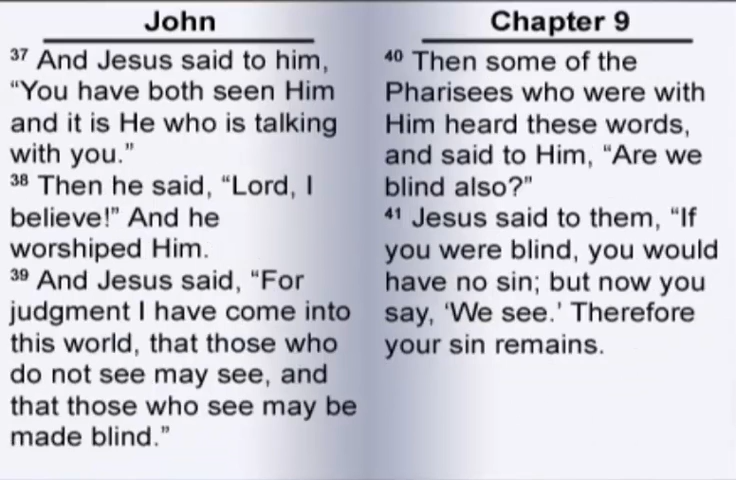 John
³⁷ And Jesus said to him,
“You have both seen Him
and it is He who is talking
with you.”
³⁸ Then he said, “Lord, I
believe!” And he
worshiped Him.
³⁹ And Jesus said, “For
judgment I have come into
this world, that those who
do not see may see, and
that those who see may be
made blind.”
Chapter 9
⁴⁰ Then some of the
Pharisees who were with
Him heard these words,
and said to Him, “Are we
blind also?”
⁴¹ Jesus said to them, “If
you were blind, you would
have no sin; but now you
say, ‘We see.’ Therefore
your sin remains.